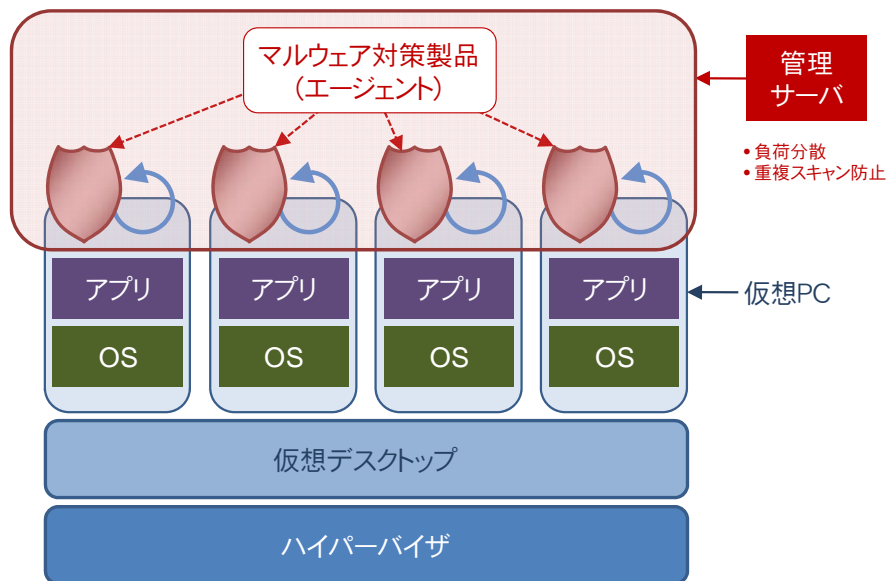 マルウェア対策製品
(エージェント)
管理
サーバ
• 負荷分散
• 重複スキャン防止
アプリ
アプリ
アプリ
アプリ
仮想PC
OS
OS
OS
OS
仮想デスクトップ
ハイパーバイザ